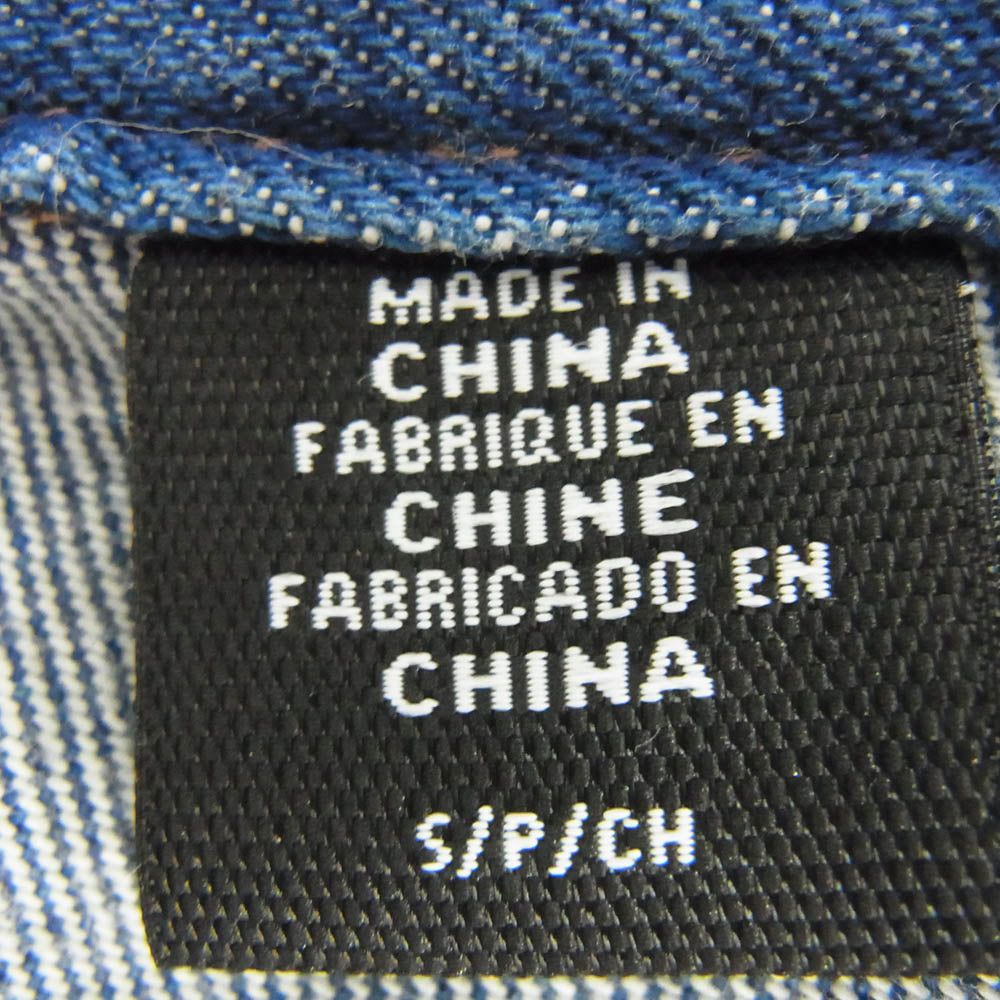 MADE IN
CHINA
FABRIQUE EN
CHINE
FABRICADO EN
CHINA
S/P/CH